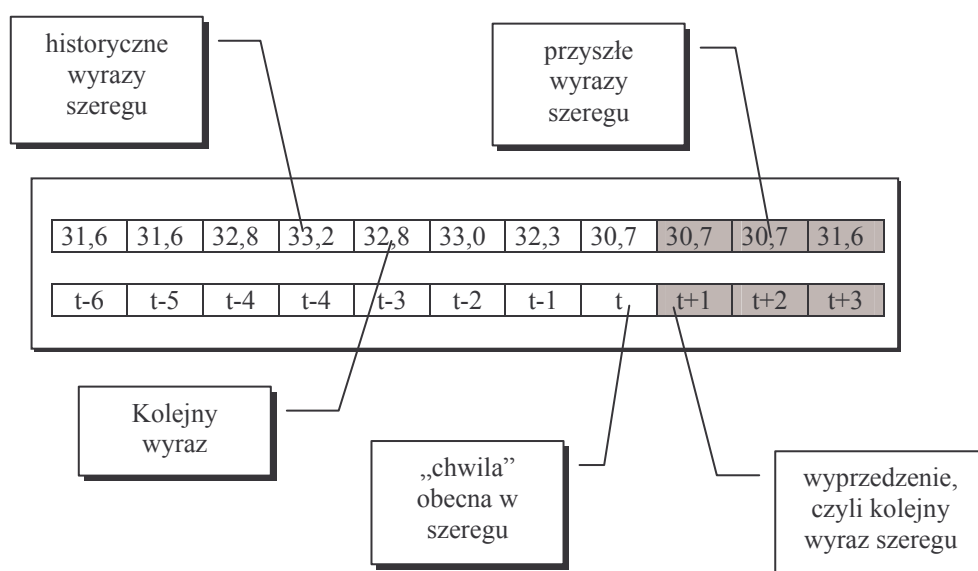 historyczne
wyrazy
szeregu
przyszłe
wyrazy
szeregu
31,6 31,6 32,8 33,2 32,8 33,0 32,3 30,7 30,7 30,7 31,6
t-6 t-5 t-4 t-4 t-3 t-2 t-1 t t+1 t+2 t+3
Kolejny
wyraz
„chwila”
obecna w
szeregu
wyprzedzenie,
czyli kolejny
wyraz szeregu